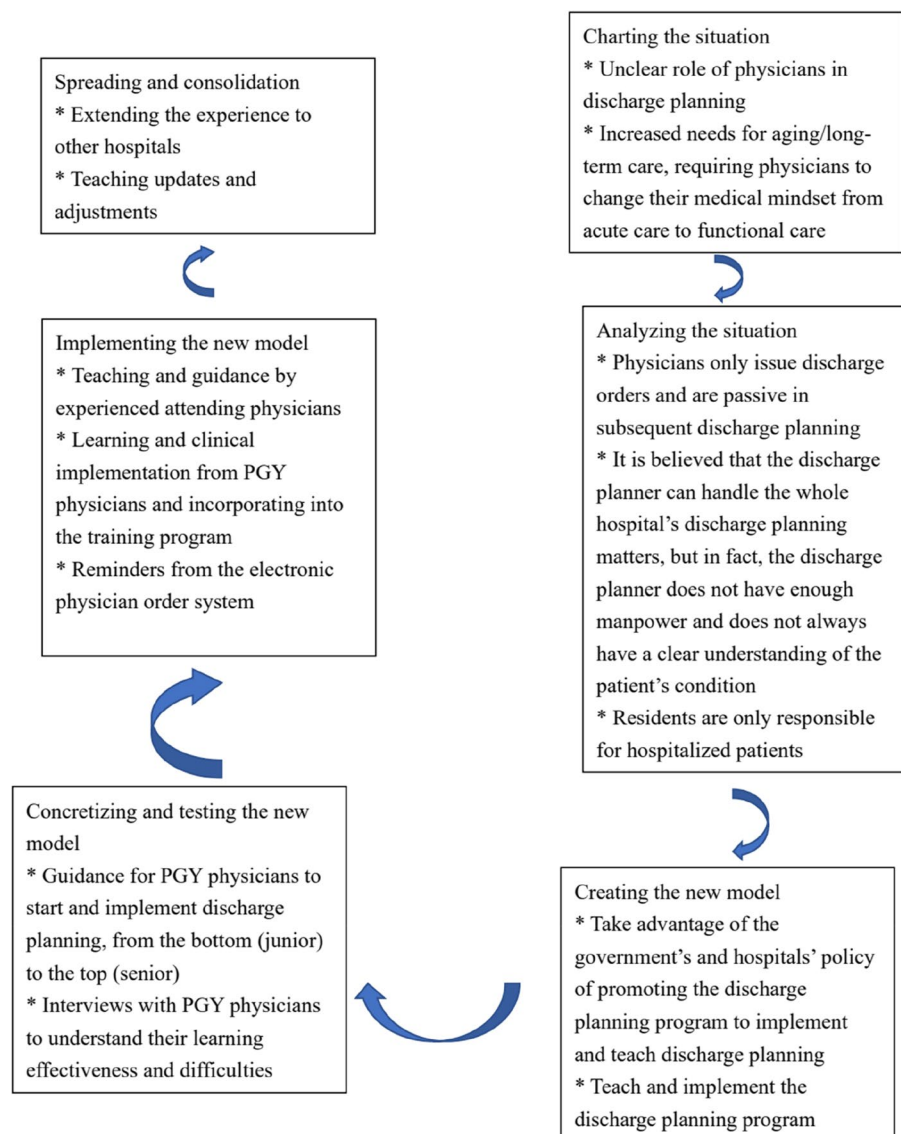 Charting the situation
* Unclear role of physicians in
discharge planning
* Increased needs for aging/long-
term care, requiring physicians to
change their medical mindset from
acute care to functional care
Analyzing the situation
* Physicians only issue discharge
orders and are passive in
subsequent discharge planning
* It is believed that the discharge
planner can handle the whole
hospital’s discharge planning
matters, but in fact, the discharge
planner does not have enough
manpower and does not always
have a clear understanding of the
patient’s condition
* Residents are only responsible
for hospitalized patients
Creating the new model
* Take advantage of the
government’s and hospitals’ policy
of promoting the discharge
planning program to implement
and teach discharge planning
* Teach and implement the
discharge planning program
Concretizing and testing the new
model
* Guidance for PGY physicians to
start and implement discharge
planning, from the bottom (junior)
to the top (senior)
* Interviews with PGY physicians
to understand their learning
effectiveness and difficulties
Implementing the new model
* Teaching and guidance by
experienced attending physicians
* Learning and clinical
implementation from PGY
physicians and incorporating into
the training program
* Reminders from the electronic
physician order system
Spreading and consolidation
* Extending the experience to
other hospitals
* Teaching updates and
adjustments